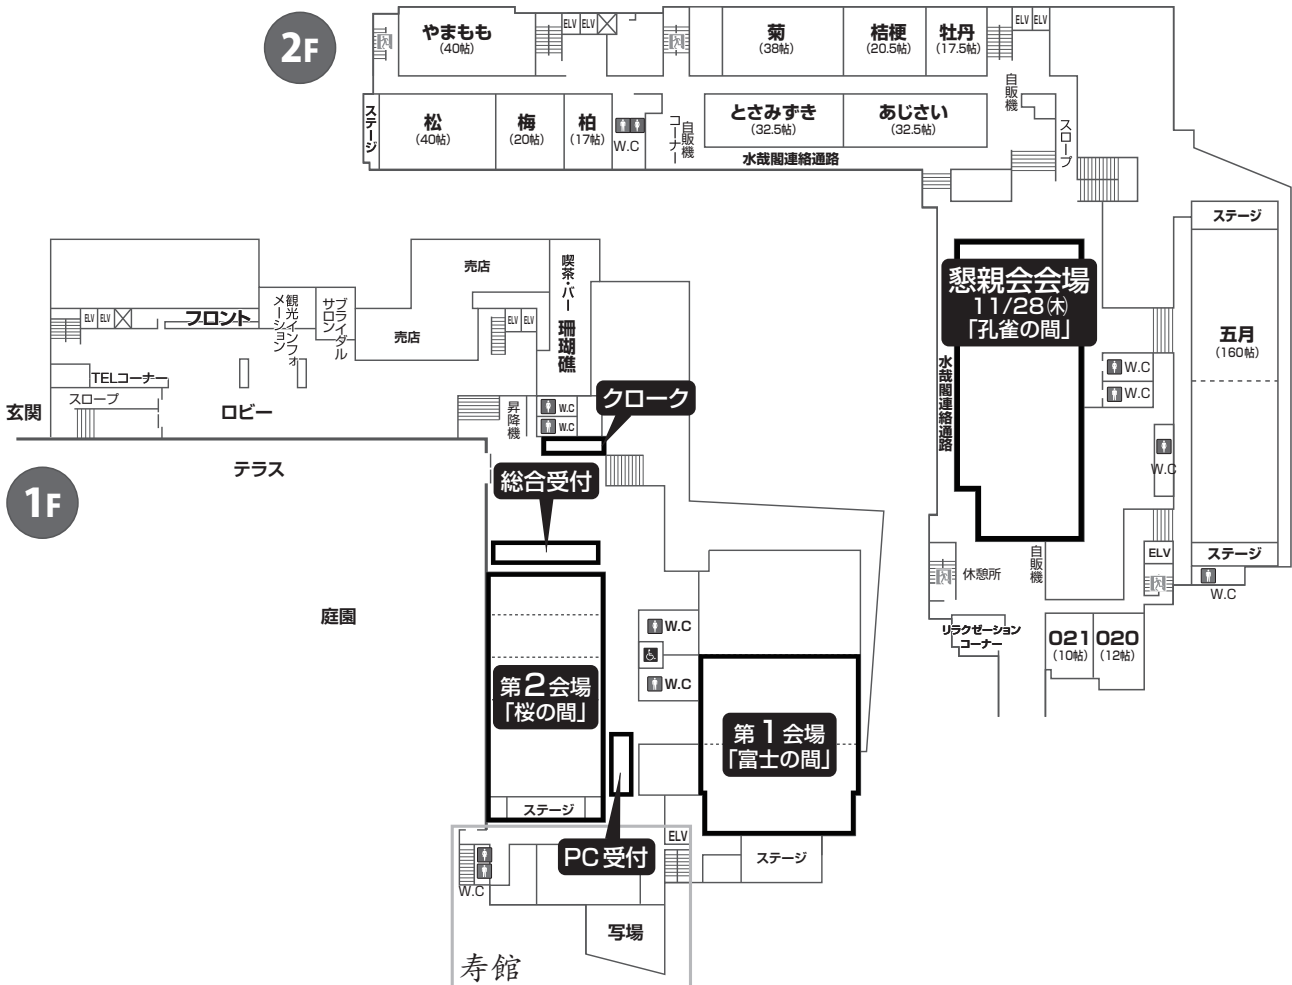 2F
やまもも
(40帖)
ELV
ELV
菊
(38帖)
桔梗
(20.5帖)
牡丹
(17.5帖)
ELV
ELV
自販機
ステージ
松
(40帖)
梅
(20帖)
柏
(17帖)
W.C
自販機
コーナー
とさみずき
(32.5帖)
あじさい
(32.5帖)
水哉閣連絡通路
スロープ
ステージ
五月
(160帖)
ステージ
懇親会会場
11/28㈭
「孔雀の間」
水哉閣連絡通路
W.C
W.C
W.C
ELV
W.C
自販機
休憩所
リラクゼーション
コーナー
021
(10帖)
020
(12帖)
1F
売店
売店
喫茶・バー
珊瑚礁
ELV
ELV
フロント
観光インフォ
メーション
ブライダル
サロン
ELV
ELV
TELコーナー
スロープ
玄関
ロビー
昇降機
W.C
W.C
クローク
テラス
総合受付
庭園
W.C
W.C
第2会場
「桜の間」
ステージ
第1会場
「富士の間」
ステージ
PC受付
ELV
W.C
写場
寿館